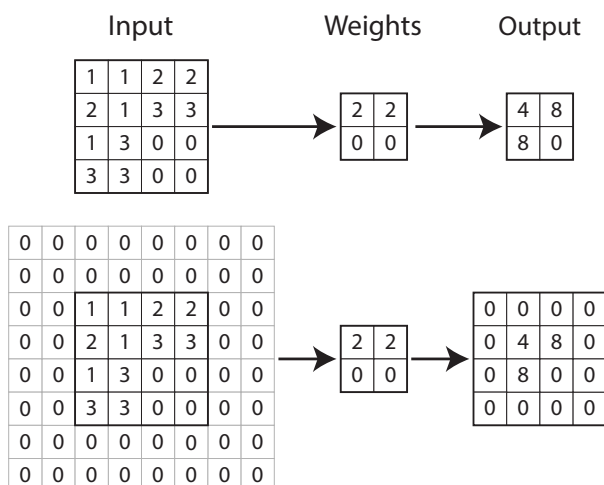 Input Weights Output
1 1 2 2
2 1 3 3 2 2 4 8
1 3 0 0 0 0 8 0
3 3 0 0
0 0 0 0 0 0 0 0
0 0 0 0 0 0 0 0
0 0 1 1 2 2 0 0 0 0 0 0
0 0 2 1 3 3 0 0 2 2 0 4 8 0
0 0 1 3 0 0 0 0 0 0 0 8 0 0
0 0 3 3 0 0 0 0 0 0 0 0
0 0 0 0 0 0 0 0
0 0 0 0 0 0 0 0